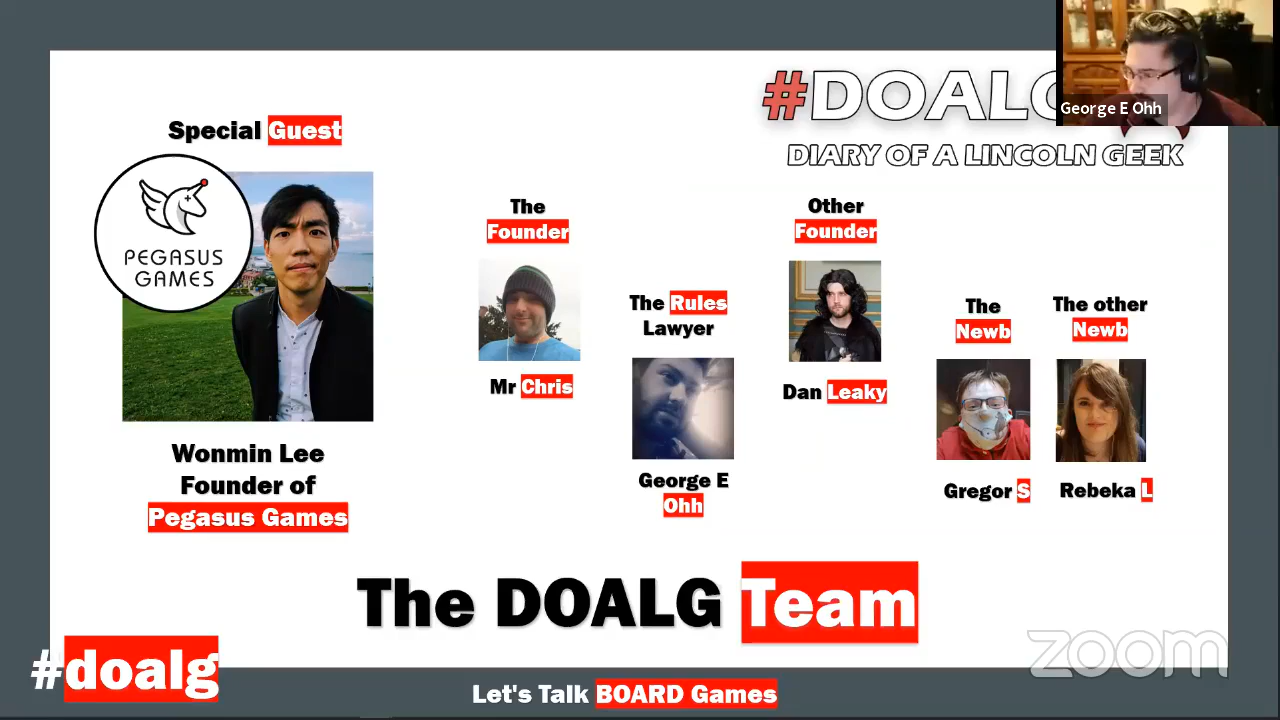 #DOALG
George E Ohh
DIARY OF A LINCOLN GEEK
Special Guest
PEGASUS
GAMES
Wonmin Lee
Founder of
Pegasus Games
The
Founder
Mr Chris
The Rules
Lawyer
George E
Ohh
Other
Founder
Dan Leaky
The
Newb
Gregor S
The other
Newb
Rebeka L
The DOALG Team
zoom
#doalg
Let's Talk BOARD Games